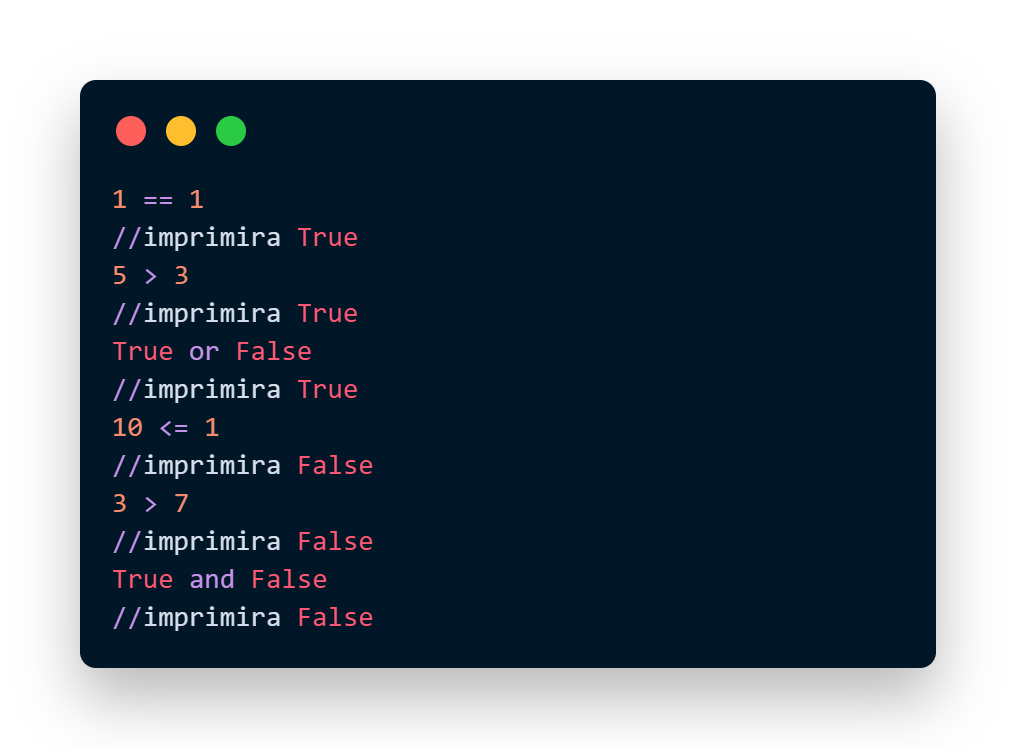 1 == 1
//imprimira True
5 > 3
//imprimira True
True or False
//imprimira True
10 <= 1
//imprimira False
3 > 7
//imprimira False
True and False
//imprimira False